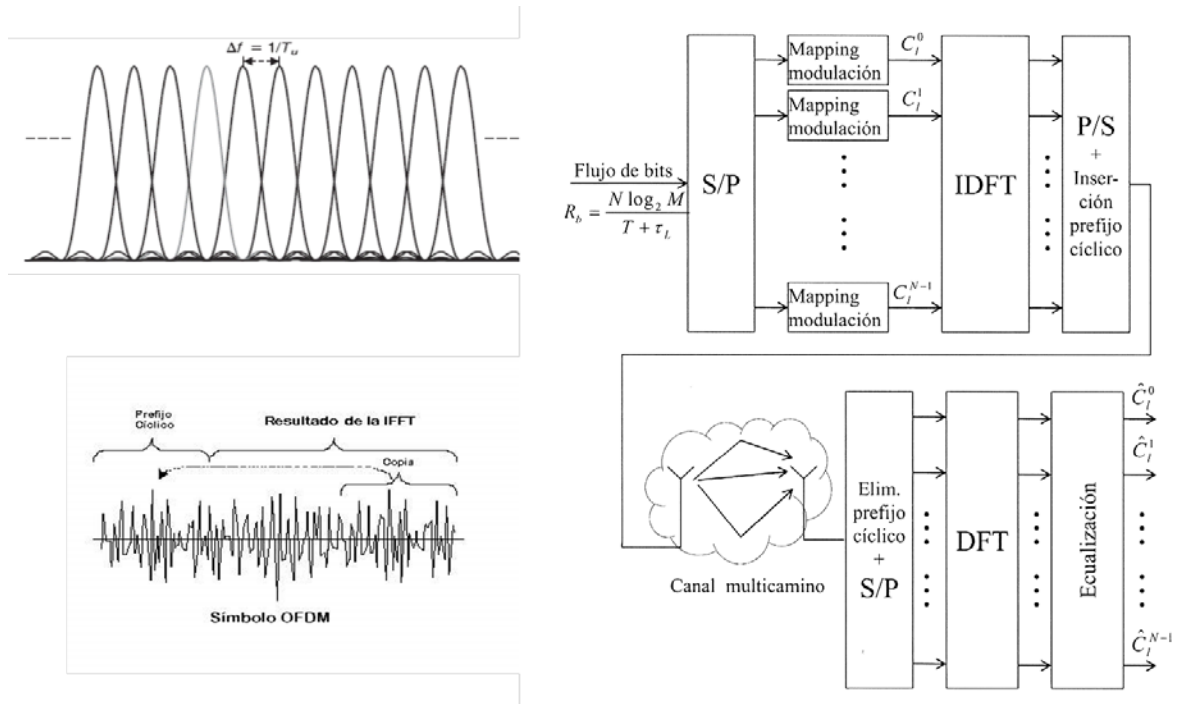 Δf = 1/T_u
Prefijo
Cíclico
Resultado de la IFFT
Copia
Símbolo OFDM
Flujo de bits
R_b = N log_2 M / T + τ_L
S/P
Mapping
modulación
C_l^0
Mapping
modulación
C_l^1
Mapping
modulación
C_l^{N-1}
IDFT
P/S
+
Inser-
ción
prefijo
cíclico
Canal multicamino
Elim.
prefijo
cíclico
+
S/P
DFT
Ecualización
Ĉ_l^0
Ĉ_l^1
Ĉ_l^{N-1}